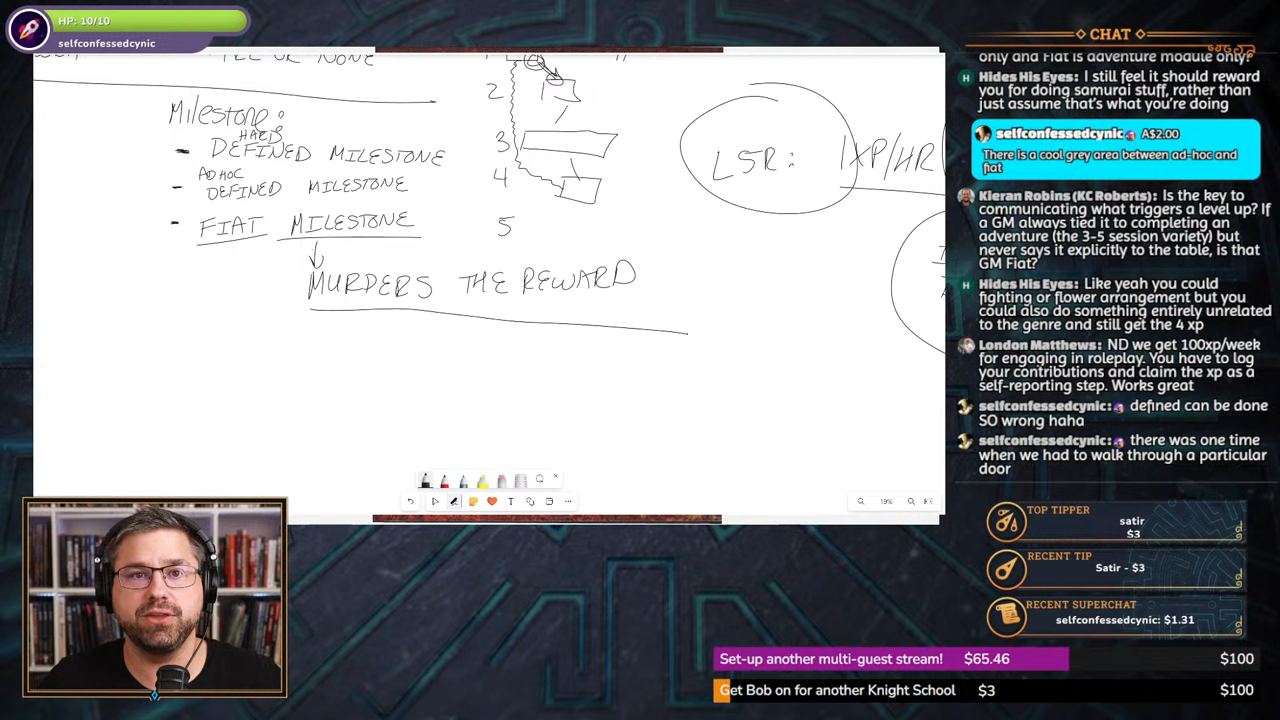 HP: 10/10
selfconfessedcynic
ALL OR NONE
Milestone:
HARD
- DEFINED MILESTONE
AD HOC
- DEFINED MILESTONE
- FIAT MILESTONE
MURDERS THE REWARD
2
3
4
5
LSR: 1XP/HR
19%
CHAT
only and Fiat is adventure module only?
Hides His Eyes: I still feel it should reward
you for doing samurai stuff, rather than
just assume that's what you're doing
selfconfessedcynic A$2.00
There is a cool grey area between ad-hoc and
fiat
Kieran Robins (KC Roberts): Is the key to
communicating what triggers a level up? If
a GM always tied it to completing an
adventure (the 3-5 session variety) but
never says it explicitly to the table, is that
GM Fiat?
Hides His Eyes: Like yeah you could
fighting or flower arrangement but you
could also do something entirely unrelated
to the genre and still get the 4 xp
London Matthews: ND we get 100xp/week
for engaging in roleplay. You have to log
your contributions and claim the xp as a
self-reporting step. Works great
selfconfessedcynic: defined can be done
SO wrong haha
selfconfessedcynic: there was one time
when we had to walk through a particular
door
TOP TIPPER
satir
$3
RECENT TIP
Satir - $3
RECENT SUPERCHAT
selfconfessedcynic: $1.31
Set-up another multi-guest stream! $65.46 $100
Get Bob on for another Knight School $3 $100